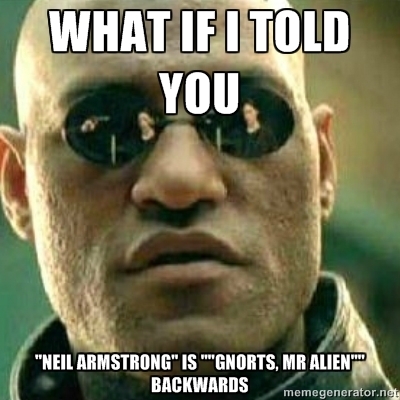 WHAT IF I TOLD
YOU
"NEIL ARMSTRONG" IS ""GNORTS, MR ALIEN""
BACKWARDS
memegenerator.net